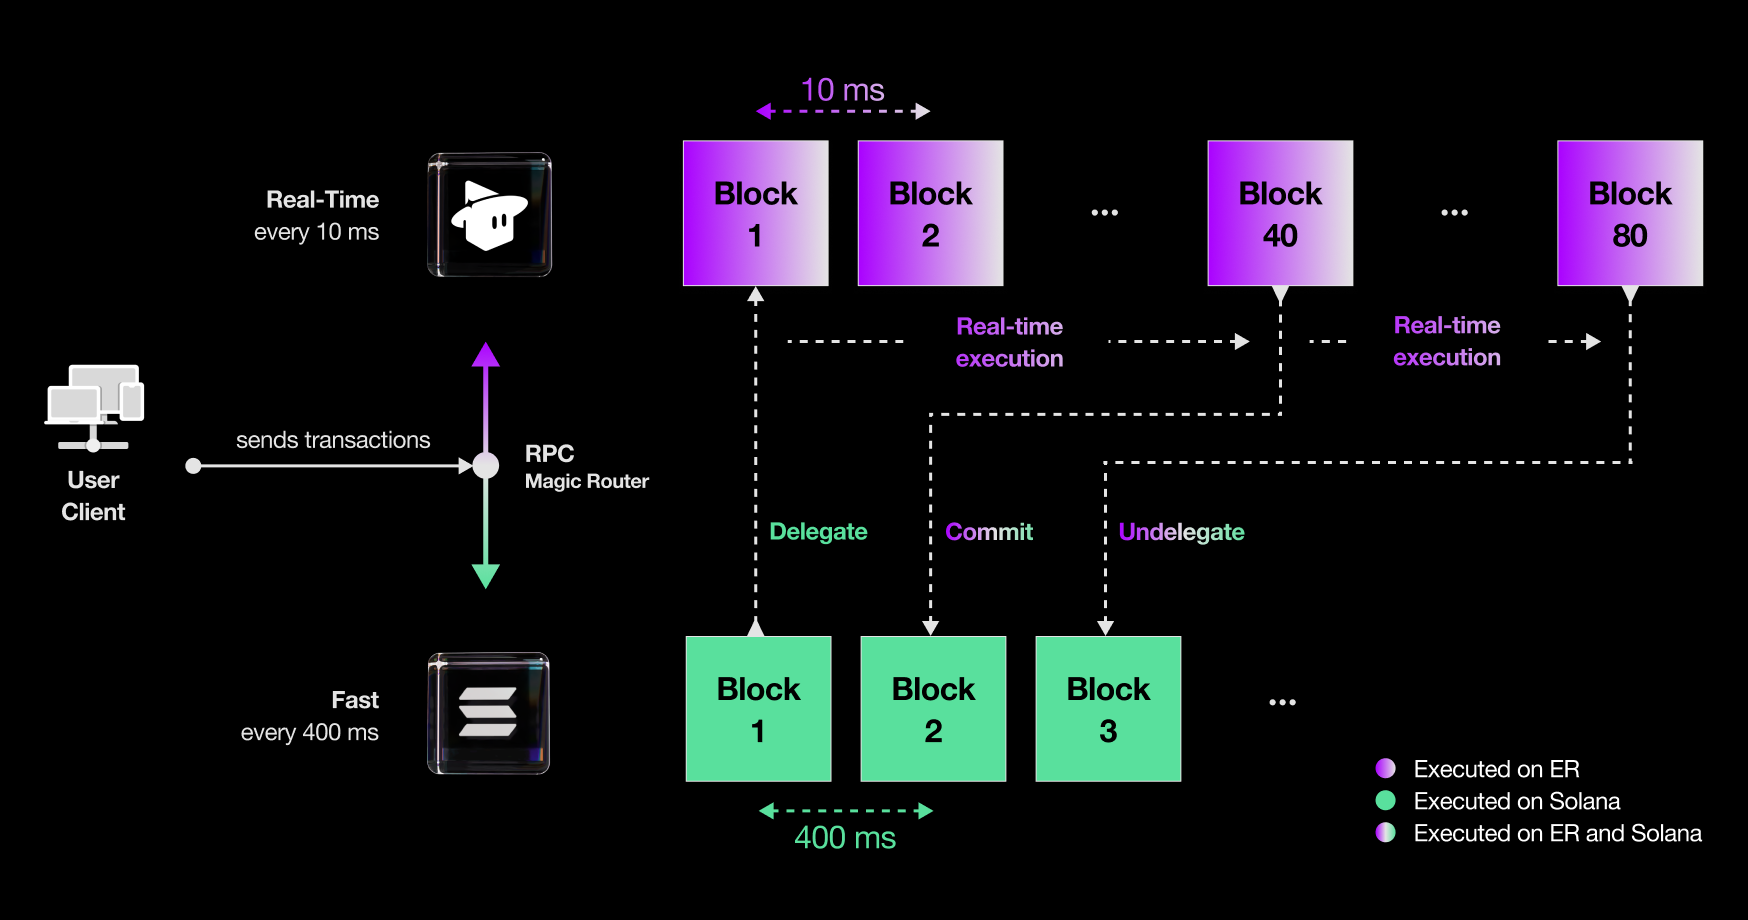 10 ms
Real-Time
every 10 ms
Block
1
Block
2
...
Block
40
...
Block
80
Real-time
execution
Real-time
execution
User
Client
sends transactions
RPC
Magic Router
Delegate
Commit
Undelegate
Fast
every 400 ms
Block
1
Block
2
Block
3
...
400 ms
Executed on ER
Executed on Solana
Executed on ER and Solana